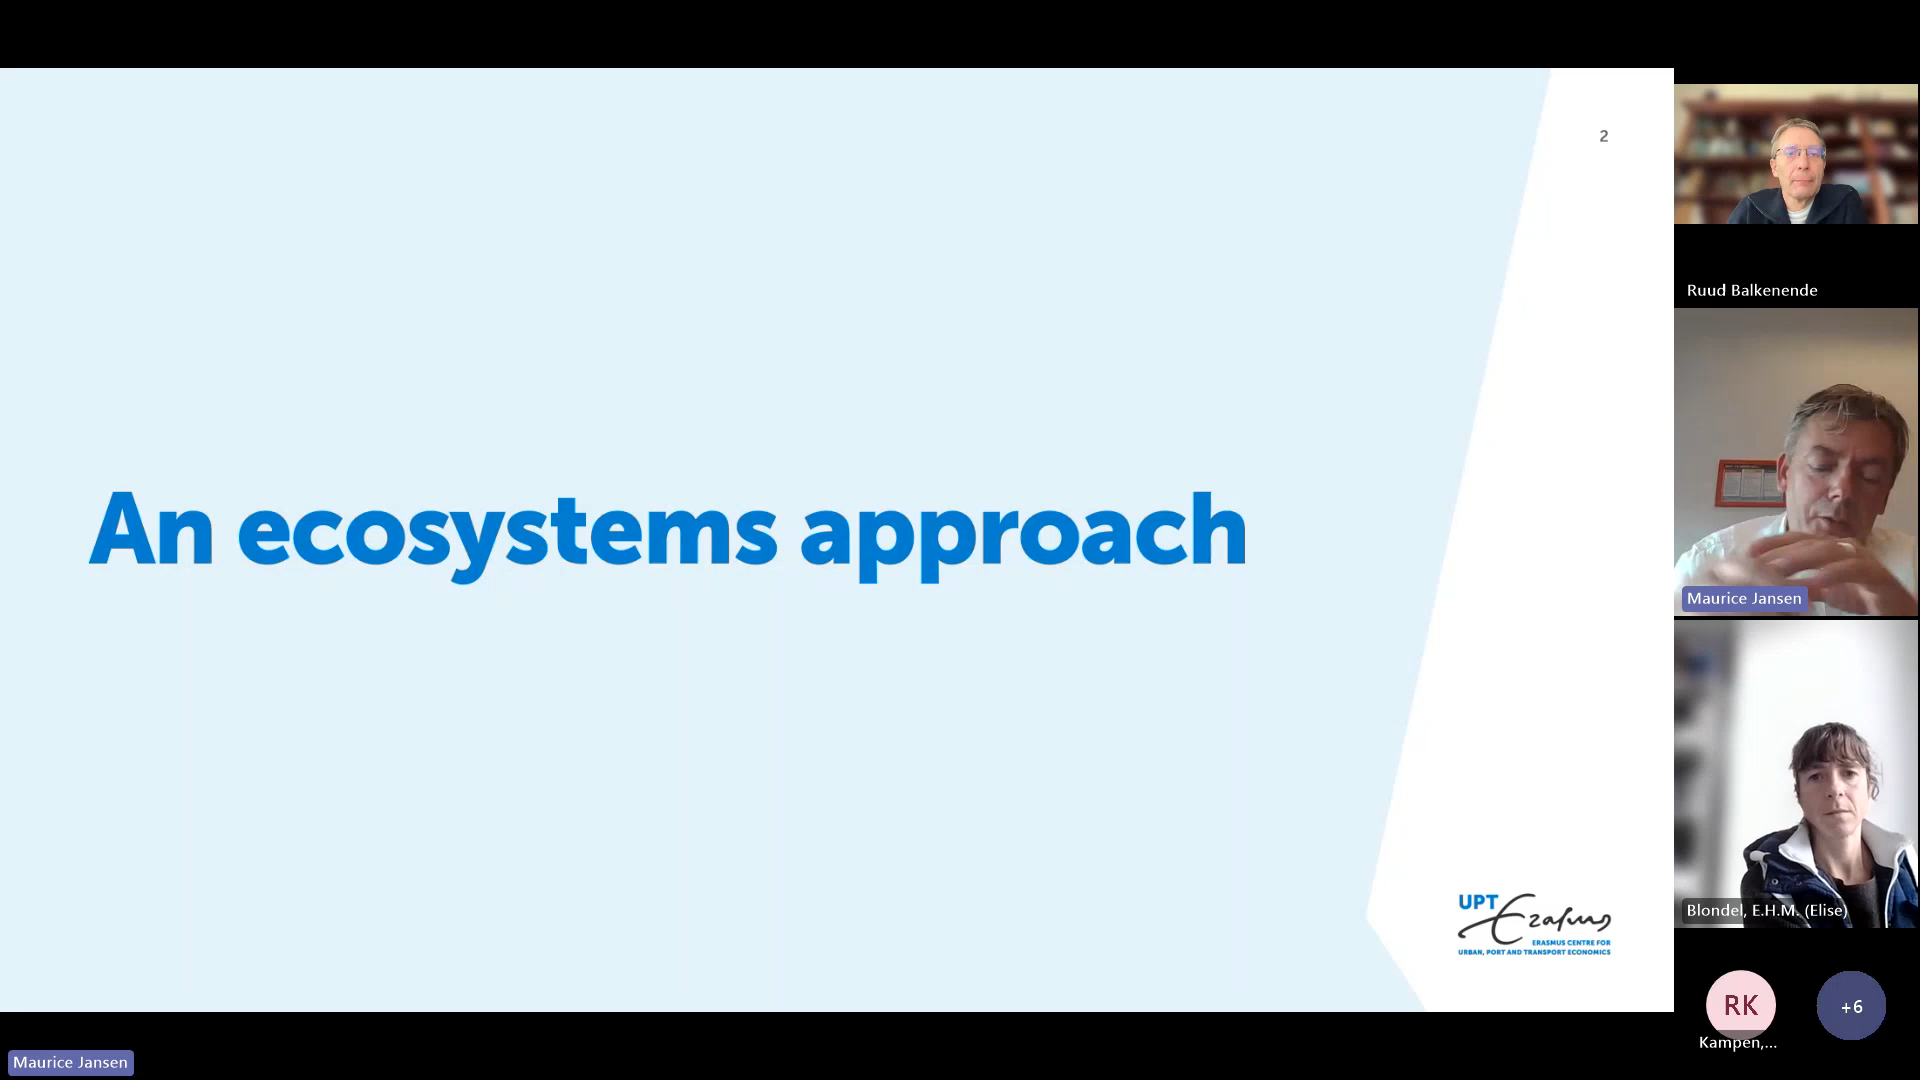 2
An ecosystems approach
UPT Erasmus
ERASMUS CENTRE FOR
URBAN, PORT AND TRANSPORT ECONOMICS
Ruud Balkenende
Maurice Jansen
Blondel, E.H.M. (Elise)
RK
+6
Kampen,...
Maurice Jansen